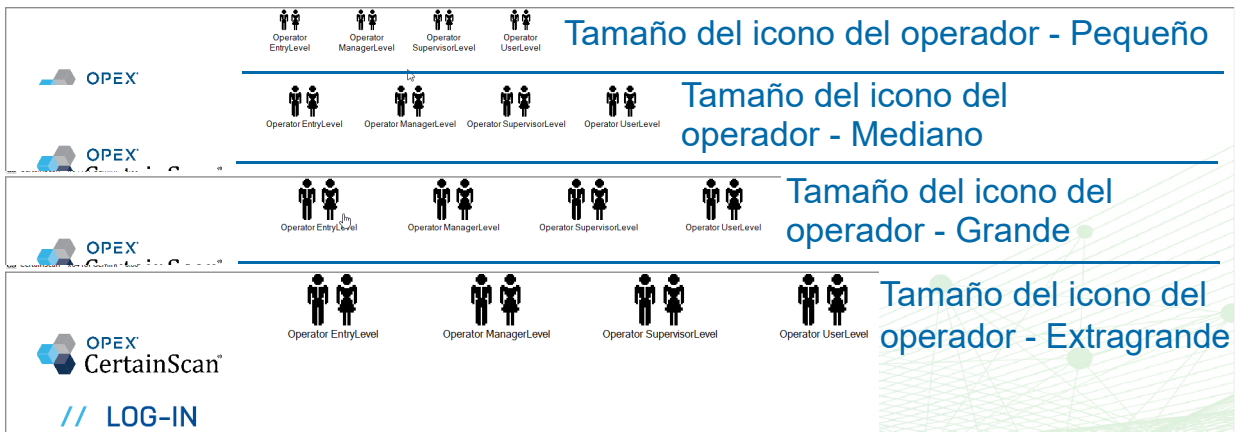 Operator
EntryLevel
Operator
ManagerLevel
Operator
SupervisorLevel
Operator
UserLevel
Tamaño del icono del operador - Pequeño
OPEX
Operator EntryLevel
Operator ManagerLevel
Operator SupervisorLevel
Operator UserLevel
Tamaño del icono del
operador - Mediano
OPEX
Operator EntryLevel
Operator ManagerLevel
Operator SupervisorLevel
Operator UserLevel
Tamaño del icono del
operador - Grande
OPEX
Operator EntryLevel
Operator ManagerLevel
Operator SupervisorLevel
Operator UserLevel
Tamaño del icono del
operador - Extragrande
OPEX
CertainScan®
// LOG-IN